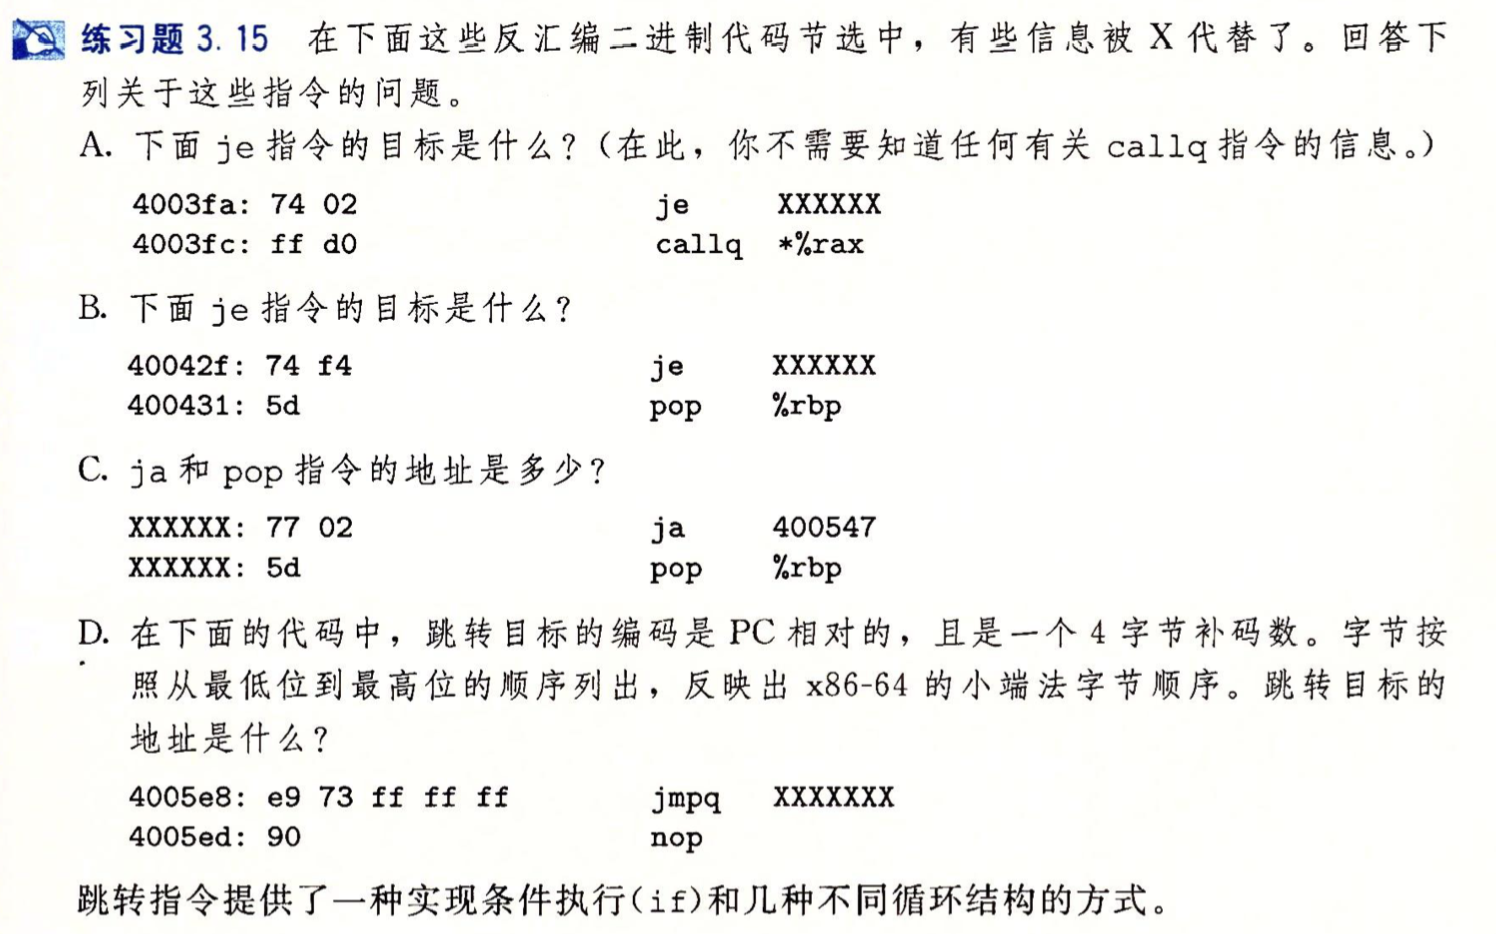 练习题 3.15 在下面这些反汇编二进制代码节选中，有些信息被 X 代替了。回答下
列关于这些指令的问题。
A. 下面 je 指令的目标是什么？（在此，你不需要知道任何有关 callq 指令的信息。）
4003fa: 74 02 je XXXXXX
4003fc: ff d0 callq *%rax
B. 下面 je 指令的目标是什么？
40042f: 74 f4 je XXXXXX
400431: 5d pop %rbp
C. ja 和 pop 指令的地址是多少？
XXXXXX: 77 02 ja 400547
XXXXXX: 5d pop %rbp
D. 在下面的代码中，跳转目标的编码是 PC 相对的，且是一个 4 字节补码数。字节按
照从最低位到最高位的顺序列出，反映出 x86-64 的小端法字节顺序。跳转目标的
地址是什么？
4005e8: e9 73 ff ff ff jmpq XXXXXXX
4005ed: 90 nop
跳转指令提供了一种实现条件执行(if)和几种不同循环结构的方式。